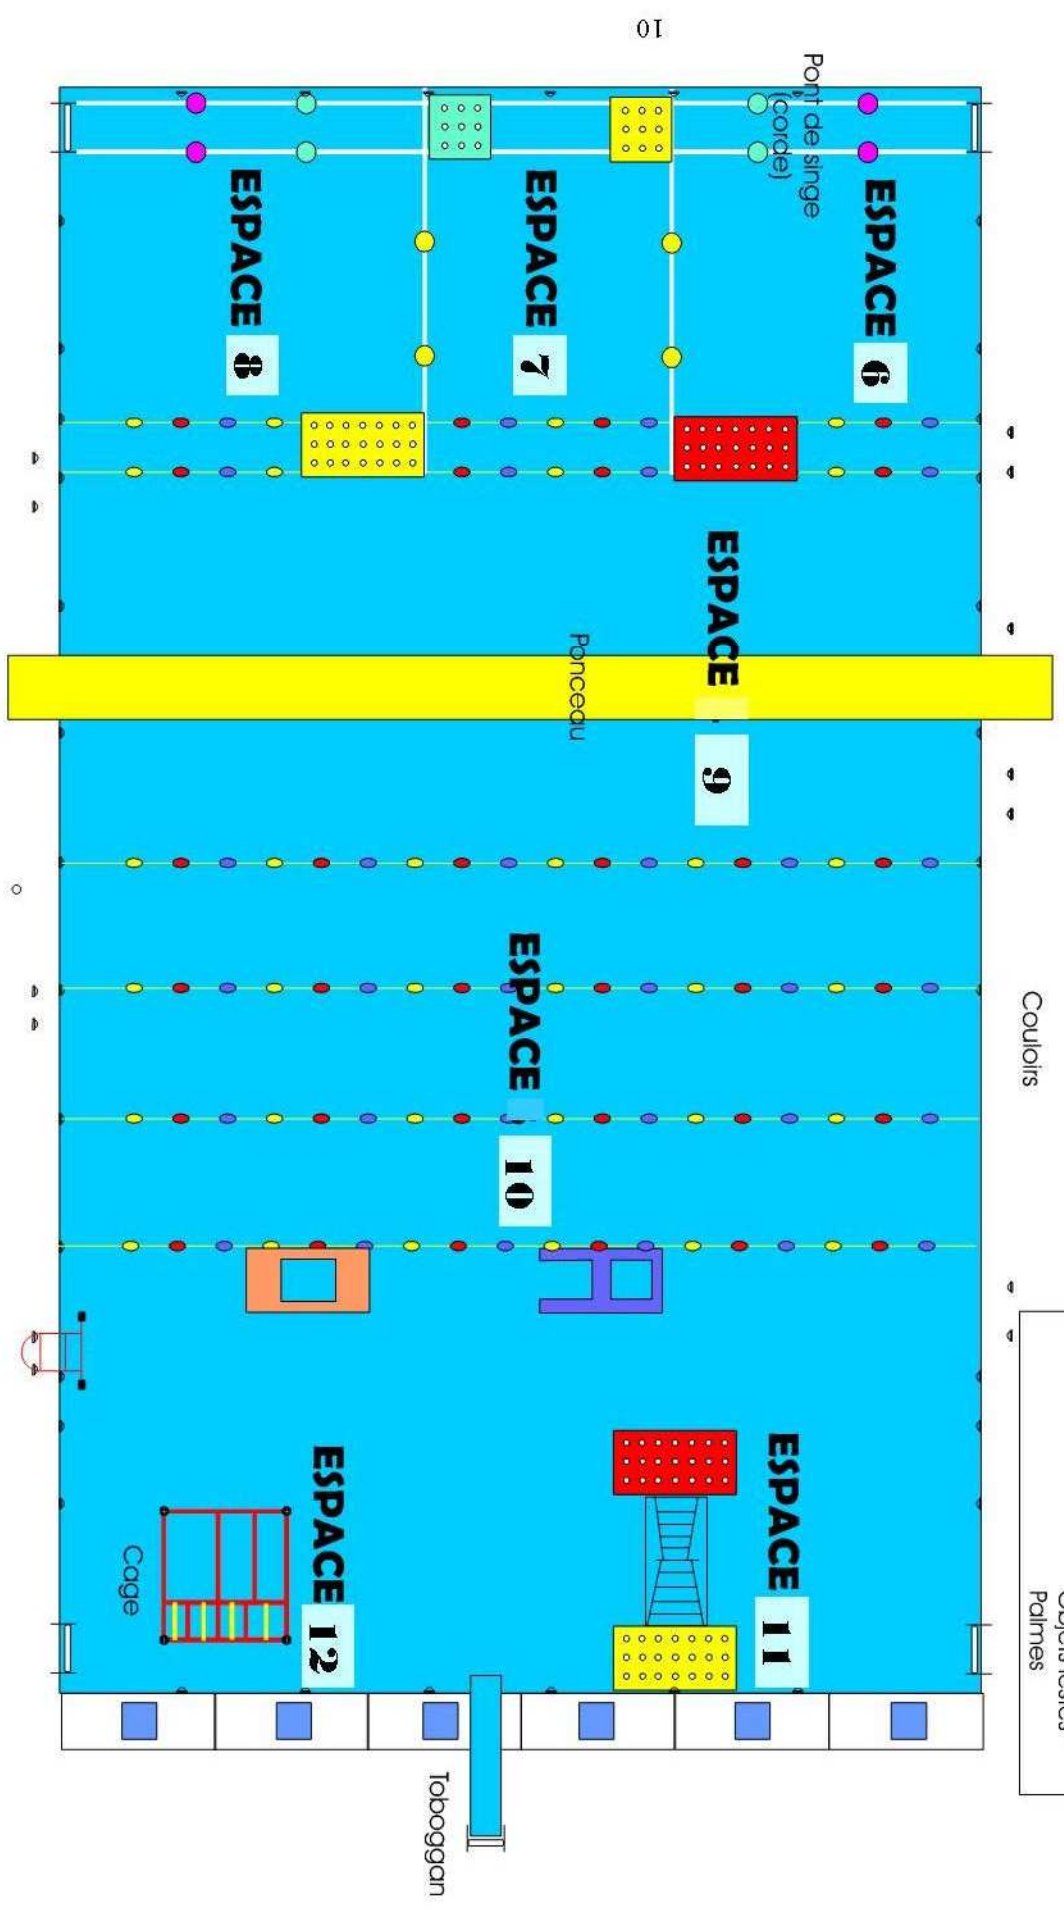 10
Pont de singe
(corde)
ESPACE 6
ESPACE 7
ESPACE 8
ESPACE
9
Ponceau
Couloirs
ESPACE
10
ESPACE 11
ESPACE 12
Cage
Palmes
Toboggan